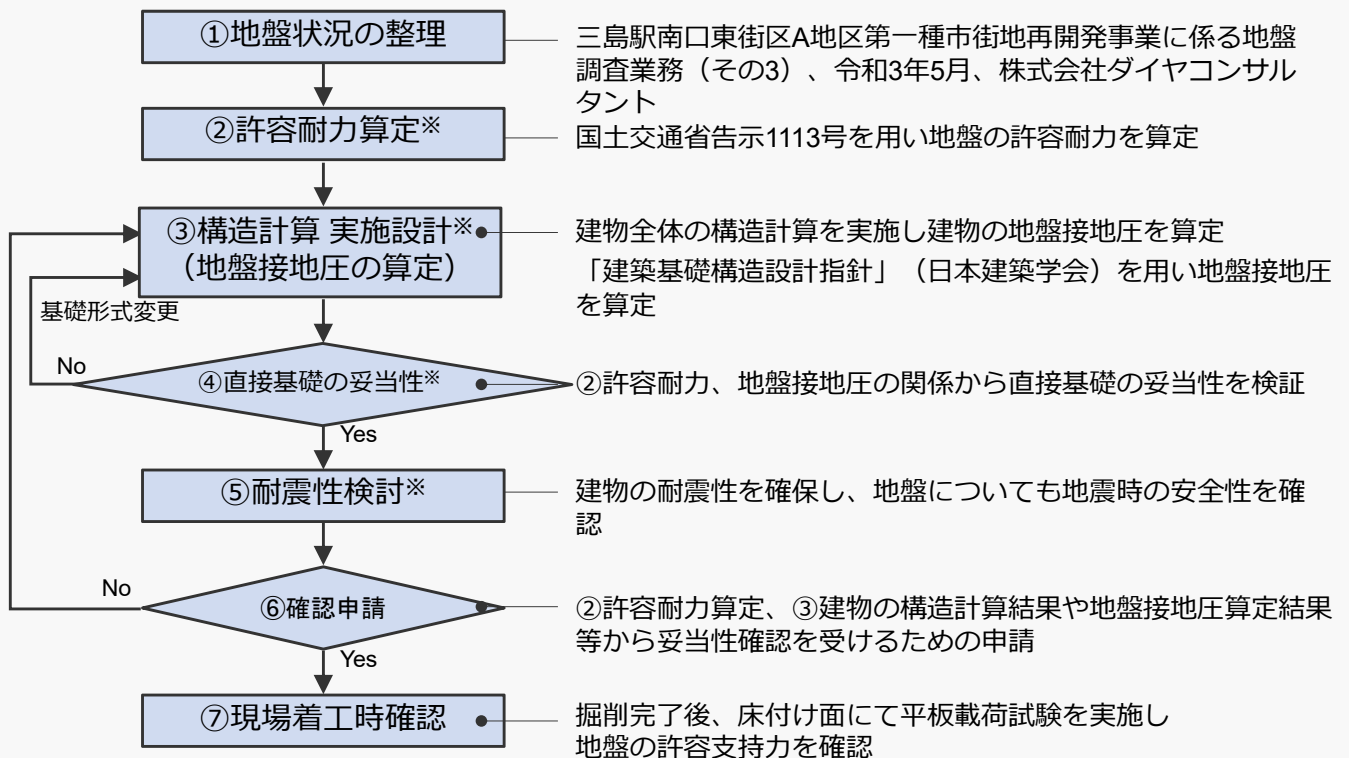 ①地盤状況の整理
三島駅南口東街区A地区第一種市街地再開発事業に係る地盤
調査業務（その3）、令和3年5月、株式会社ダイヤコンサル
タント
②許容耐力算定※
国土交通省告示1113号を用い地盤の許容耐力を算定
③構造計算 実施設計※
（地盤接地圧の算定）
建物全体の構造計算を実施し建物の地盤接地圧を算定
「建築基礎構造設計指針」（日本建築学会）を用い地盤接地圧
を算定
基礎形式変更
No
④直接基礎の妥当性※
②許容耐力、地盤接地圧の関係から直接基礎の妥当性を検証
Yes
⑤耐震性検討※
建物の耐震性を確保し、地盤についても地震時の安全性を確
認
No
⑥確認申請
②許容耐力算定、③建物の構造計算結果や地盤接地圧算定結果
等から妥当性確認を受けるための申請
Yes
⑦現場着工時確認
掘削完了後、床付け面にて平板載荷試験を実施し
地盤の許容支持力を確認